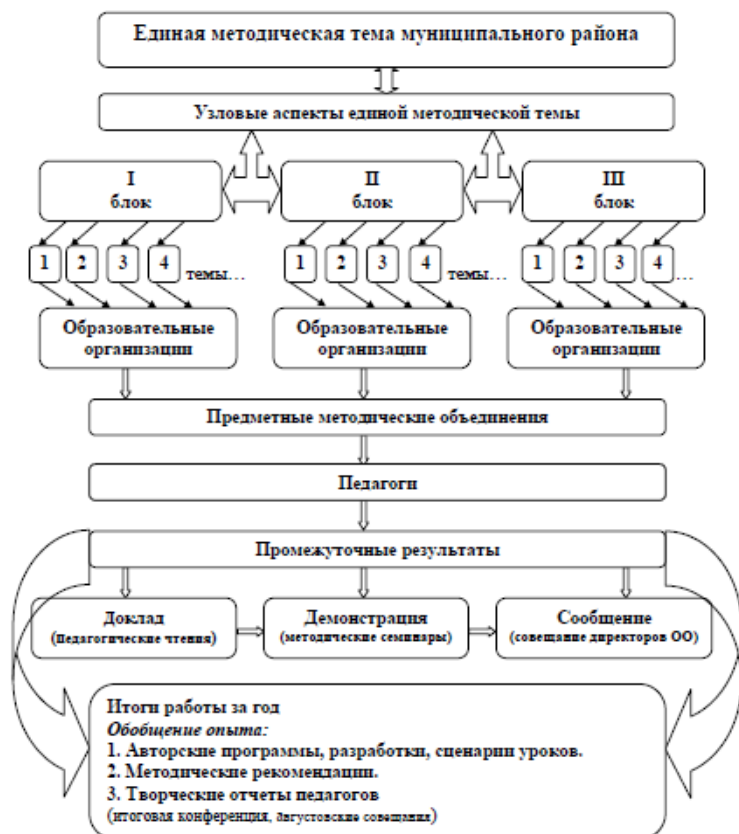 Единая методическая тема муниципального района
Узловые аспекты единой методической темы
I
блок
II
блок
III
блок
1 2 3 4 темы...
1 2 3 4 темы...
1 2 3 4 ...
Образовательные
организации
Образовательные
организации
Образовательные
организации
Предметные методические объединения
Педагоги
Промежуточные результаты
Доклад
(педагогические чтения)
Демонстрация
(методические семинары)
Сообщение
(совещание директоров ОО)
Итоги работы за год
Обобщение опыта:
1. Авторские программы, разработки, сценарии уроков.
2. Методические рекомендации.
3. Творческие отчеты педагогов
(итоговая конференция, августовские совещания)